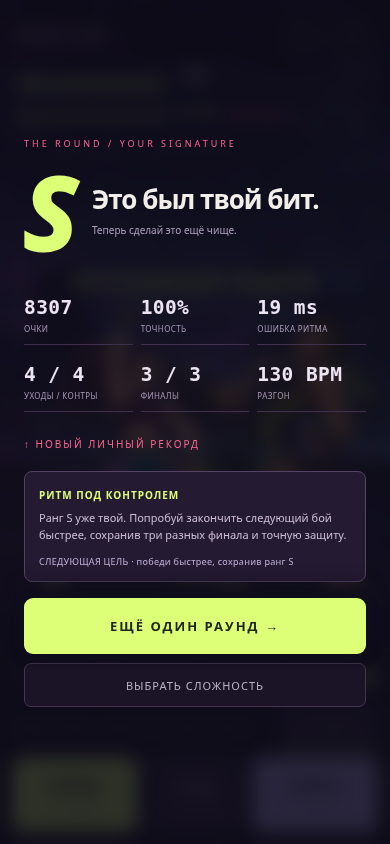 THE ROUND / YOUR SIGNATURE
S
Это был твой бит.
Теперь сделай это ещё чище.
8307
100%
19 ms
ОЧКИ
ТОЧНОСТЬ
ОШИБКА РИТМА
4 / 4
3 / 3
130 BPM
УХОДЫ / КОНТРЫ
ФИНАЛЫ
РАЗГОН
↑ НОВЫЙ ЛИЧНЫЙ РЕКОРД
РИТМ ПОД КОНТРОЛЕМ
Ранг S уже твой. Попробуй закончить следующий бой
быстрее, сохранив три разных финала и точную защиту.
СЛЕДУЮЩАЯ ЦЕЛЬ · победи быстрее, сохранив ранг S
ЕЩЁ ОДИН РАУНД →
ВЫБРАТЬ СЛОЖНОСТЬ